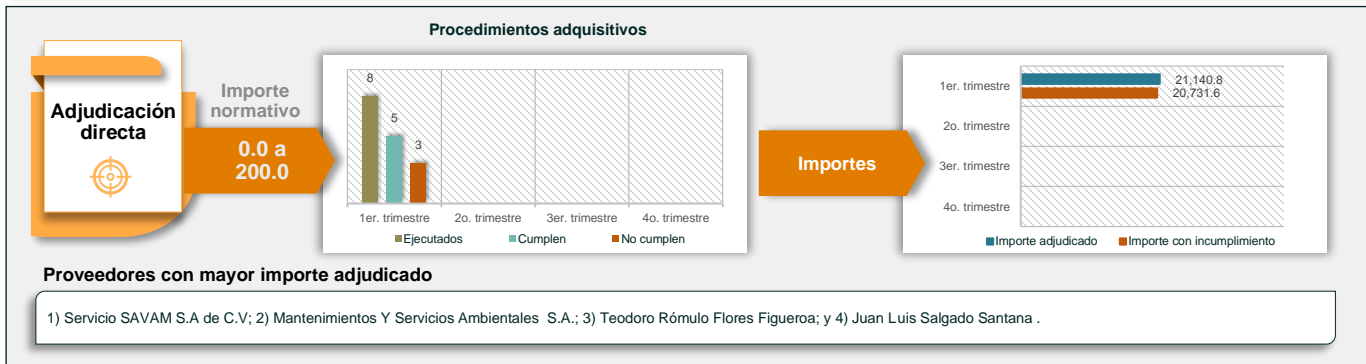 Procedimientos adquisitivos
Adjudicación
directa
Importe
normativo
0.0 a
200.0
8
5
3
1er. trimestre 2o. trimestre 3er. trimestre 4o. trimestre
Ejecutados Cumplen No cumplen
Importes
1er. trimestre
21,140.8
20,731.6
2o. trimestre
3er. trimestre
4o. trimestre
Importe adjudicado Importe con incumplimiento
Proveedores con mayor importe adjudicado
1) Servicio SAVAM S.A de C.V; 2) Mantenimientos Y Servicios Ambientales S.A.; 3) Teodoro Rómulo Flores Figueroa; y 4) Juan Luis Salgado Santana .